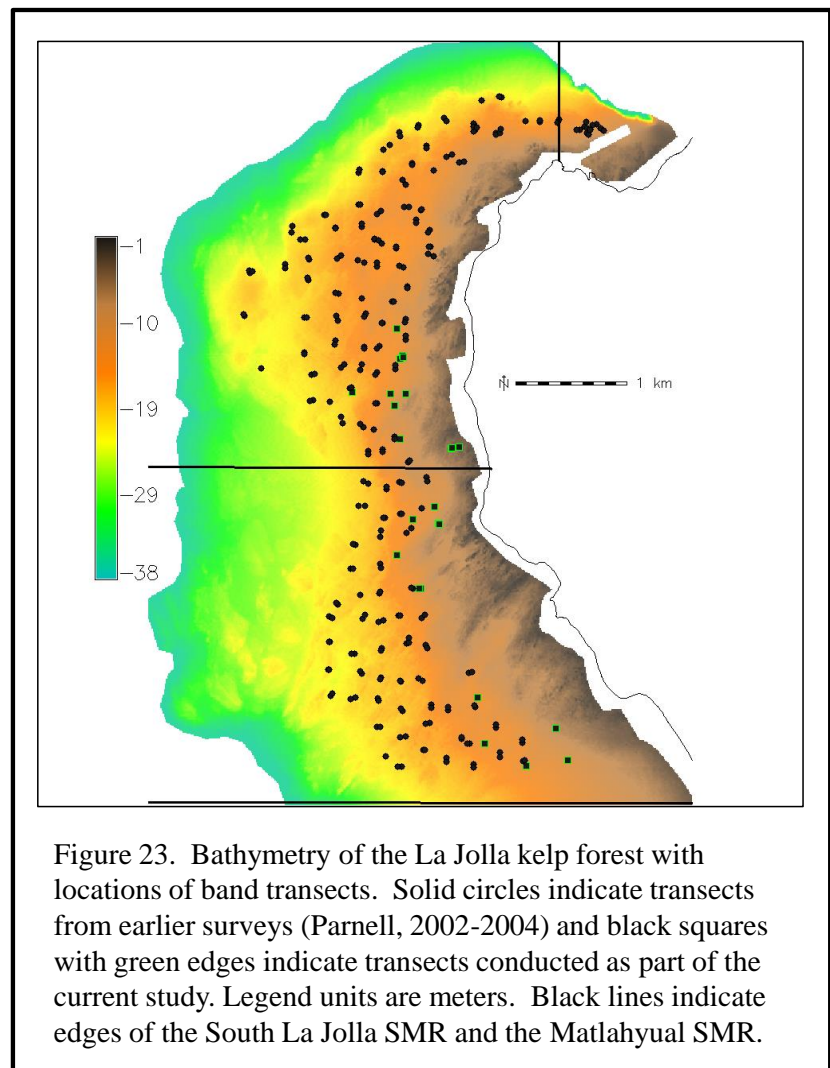 -1
-10
-19
-29
-38
N 1 km
Figure 23. Bathymetry of the La Jolla kelp forest with
locations of band transects. Solid circles indicate transects
from earlier surveys (Parnell, 2002-2004) and black squares
with green edges indicate transects conducted as part of the
current study. Legend units are meters. Black lines indicate
edges of the South La Jolla SMR and the Matlahyual SMR.